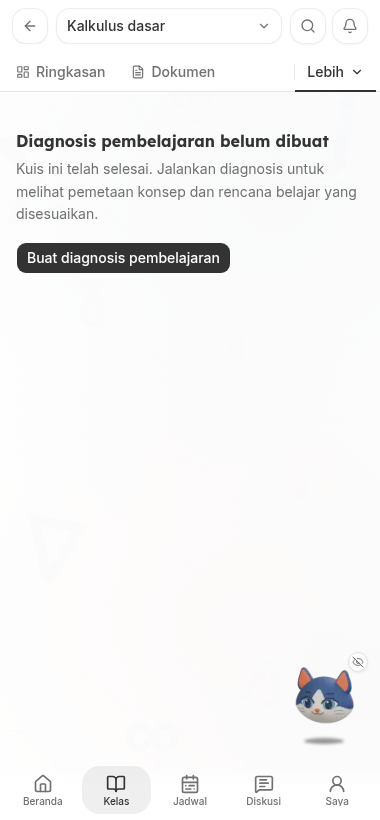 Kalkulus dasar
Ringkasan
Dokumen
Lebih
Diagnosis pembelajaran belum dibuat
Kuis ini telah selesai. Jalankan diagnosis untuk
melihat pemetaan konsep dan rencana belajar yang
disesuaikan.
Buat diagnosis pembelajaran
Beranda
Kelas
Jadwal
Diskusi
Saya